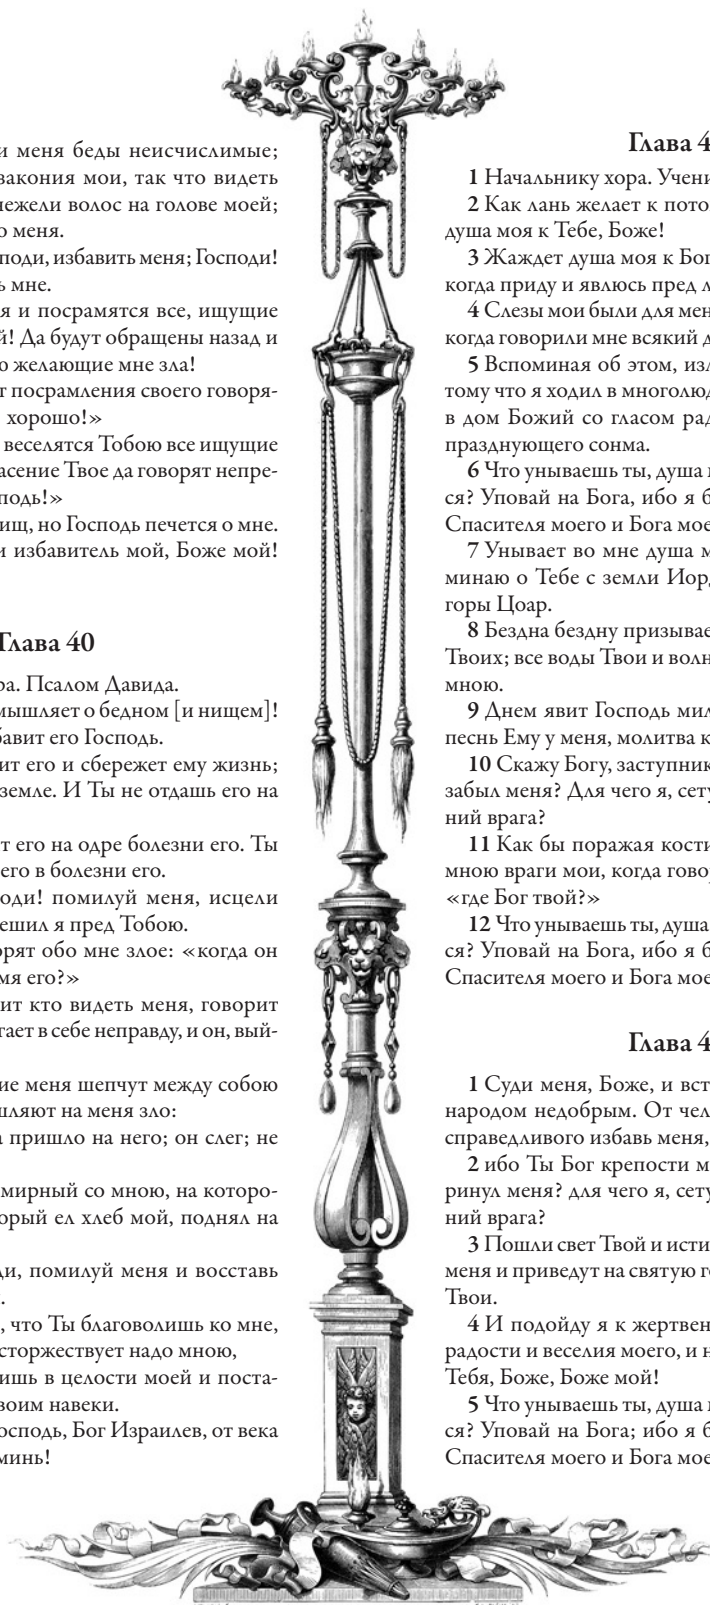 и меня беды неисчислимые;
закония мои, так что видеть
нежели волос на голове моей;
о меня.
поди, избавить меня; Господи!
ь мне.
я и посрамятся все, ищущие
й! Да будут обращены назад и
ю желающие мне зла!
т посрамления своего говоря-
хорошо!»
веселятся Тобою все ищущие
асение Твое да говорят непре-
подь!»
ищ, но Господь печется о мне.
и избавитель мой, Боже мой!
Глава 40
ра. Псалом Давида.
мышляет о бедном [и нищем]!
бавит его Господь.
ит его и сбережет ему жизнь;
земле. И Ты не отдашь его на
т его на одре болезни его. Ты
его в болезни его.
оди! помилуй меня, исцели
ешил я пред Тобою.
орят обо мне злое: «когда он
мя его?»
ит кто видеть меня, говорит
гает в себе неправду, и он, вый-
ие меня шепчут между собою
шляют на меня зло:
а пришло на него; он слег; не
мирный со мною, на которо-
орый ел хлеб мой, поднял на
ди, помилуй меня и восставь
.
, что Ты благоволишь ко мне,
сторжествует надо мною,
ишь в целости моей и поста-
воим навеки.
осподь, Бог Израилев, от века
минь!
Глава 4
1 Начальнику хора. Учени
2 Как лань желает к пото
душа моя к Тебе, Боже!
3 Жаждет душа моя к Бог
когда приду и явлюсь пред л
4 Слезы мои были для мен
когда говорили мне всякий д
5 Вспоминая об этом, изл
тому что я ходил в многолюд
в дом Божий со гласом рад
празднующего сонма.
6 Что унываешь ты, душа м
ся? Уповай на Бога, ибо я б
Спасителя моего и Бога мое
7 Унывает во мне душа м
минаю о Тебе с земли Иорд
горы Цоар.
8 Бездна бездну призывае
Твоих; все воды Твои и волн
мною.
9 Днем явит Господь мил
песнь Ему у меня, молитва к
10 Скажу Богу, заступник
забыл меня? Для чего я, сету
ний врага?
11 Как бы поражая кости
мною враги мои, когда говор
«где Бог твой?»
12 Что унываешь ты, душа
ся? Уповай на Бога, ибо я б
Спасителя моего и Бога мое
Глава 4
1 Суди меня, Боже, и вст
народом недобрым. От чел
справедливого избавь меня,
2 ибо Ты Бог крепости м
ринул меня? для чего я, сету
ний врага?
3 Пошли свет Твой и исти
меня и приведут на святую г
Твои.
4 И подойду я к жертвен
радости и веселия моего, и н
Тебя, Боже, Боже мой!
5 Что унываешь ты, душа м
ся? Уповай на Бога; ибо я б
Спасителя моего и Бога мое